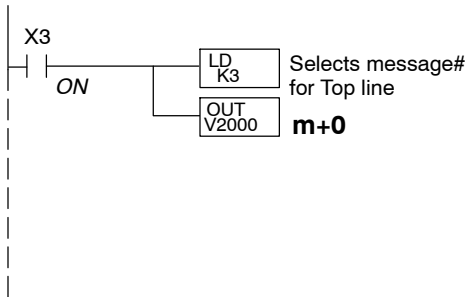 X3
ON
LD
K3
Selects message#
for Top line
OUT
V2000
m+0